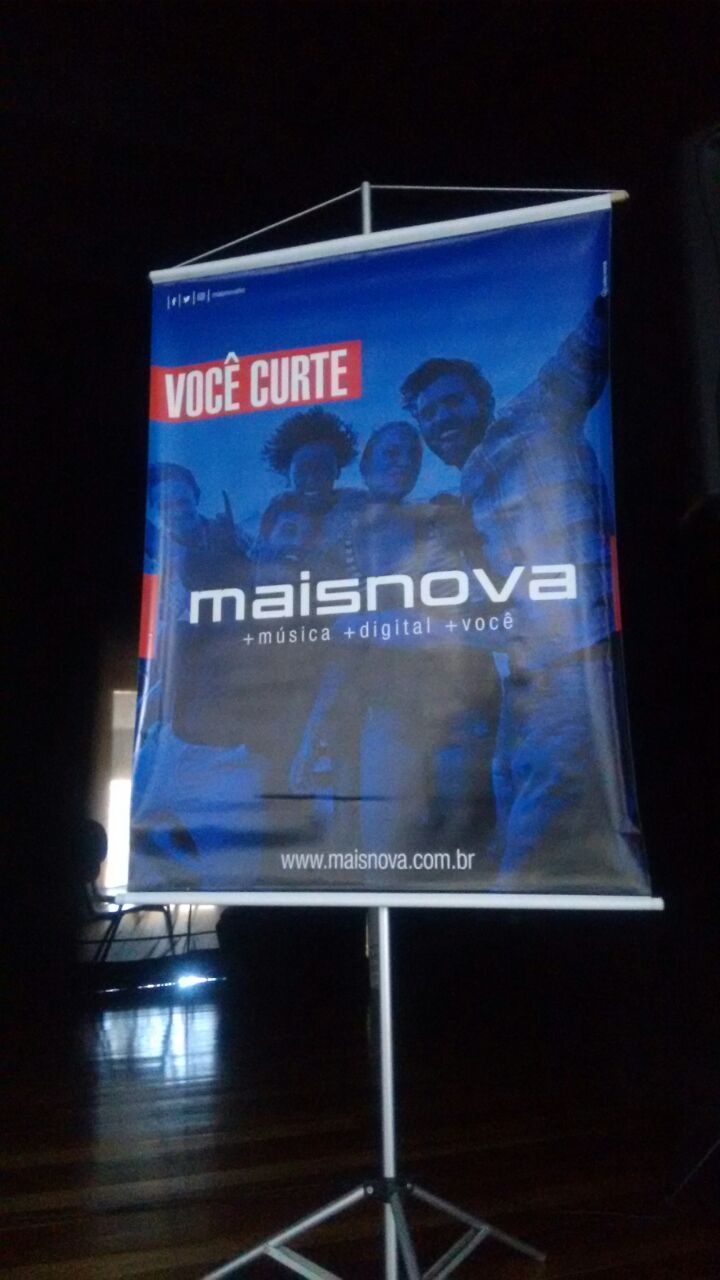 VOCÊ CURTE
maisnova
+música +digital +você
www.maisnova.com.br